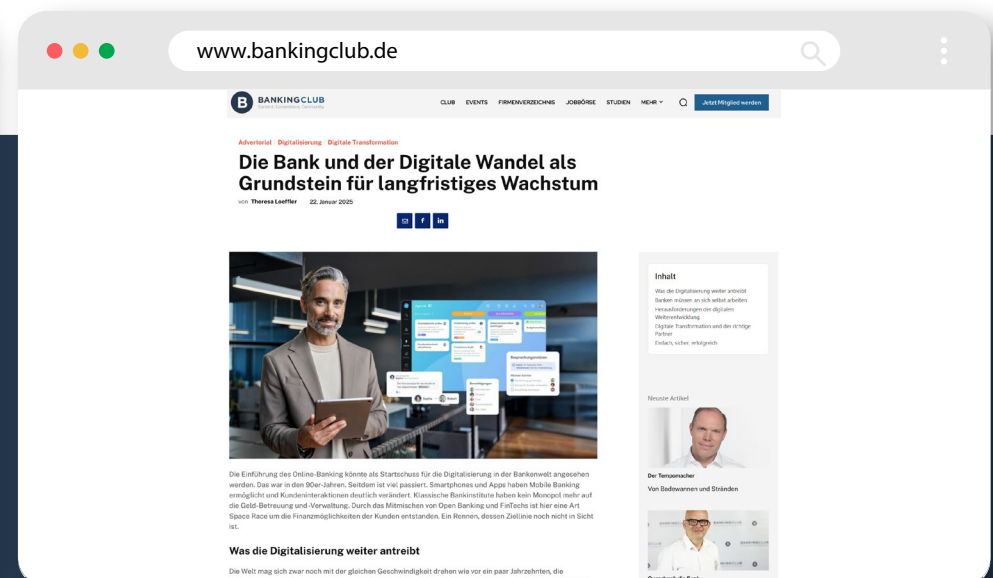 www.bankingclub.de
B BANKINGCLUB
CLUB EVENTS FIRMENVERZEICHNIS JOBBÖRSE STUDIEN MEHR Jetzt Mitglied werden
Advertorial Digitalisierung Digitale Transformation
Die Bank und der Digitale Wandel als
Grundstein für langfristiges Wachstum
von Theresa Loeffler 22. Januar 2025
f in
Inhalt
Was die Digitalisierung weiter antreibt
Banken müssen an sich selbst arbeiten
Herausforderungen der digitalen
Weiterentwicklung
Digitale Transformation und der richtige
Partner
Einfach, sicher, erfolgreich
Neuste Artikel
Der Tempomacher
Von Badewannen und Stränden
Die Einführung des Online-Banking könnte als Startschuss für die Digitalisierung in der Bankenwelt angesehen
werden. Das war in den 90er-Jahren. Seitdem ist viel passiert. Smartphones und Apps haben Mobile Banking
ermöglicht und Kundeninteraktionen deutlich verändert. Klassische Bankinstitute haben kein Monopol mehr auf
die Geld-Betreuung und -Verwaltung. Durch das Mitmischen von Open Banking und FinTechs ist hier eine Art
Space Race um die Finanzmöglichkeiten der Kunden entstanden. Ein Rennen, dessen Ziellinie noch nicht in Sicht
ist.
Was die Digitalisierung weiter antreibt
Die Welt mag sich zwar noch mit der gleichen Geschwindigkeit drehen wie vor ein paar Jahrzehnten, die